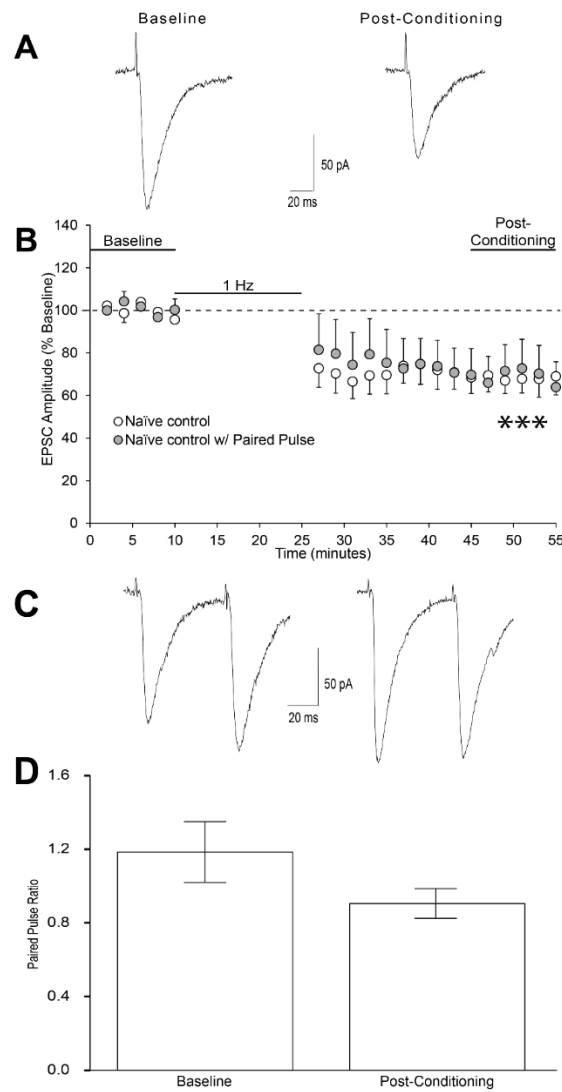 Baseline
Post-Conditioning
A
50 pA
20 ms
B
140
120
100
80
60
40
20
0
EPSC Amplitude (% Baseline)
Baseline
1 Hz
Post-
Conditioning
Naïve control
Naïve control w/ Paired Pulse
***
0
5
10
15
20
25
30
35
40
45
50
55
Time (minutes)
C
50 pA
20 ms
D
1.6
1.2
0.8
0.4
0.0
Paired Pulse Ratio
Baseline
Post-Conditioning